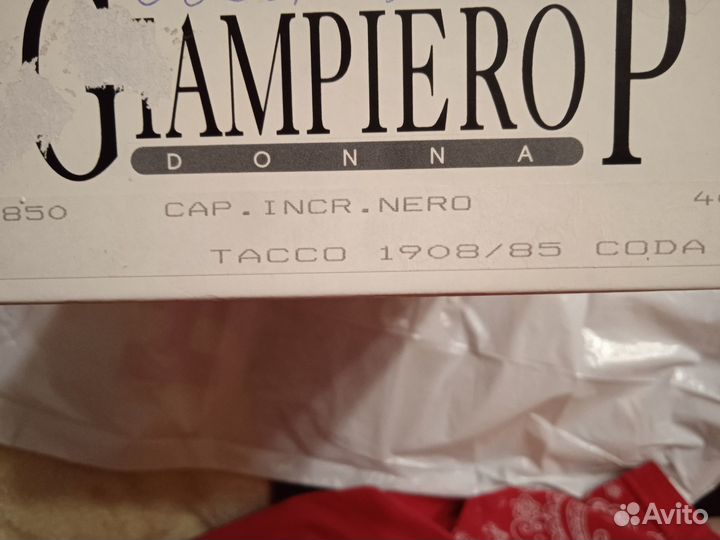 GIAMPIERO P
DONNA
850 CAP.INCR.NERO
TACCO 1908/85 CODA
Avito